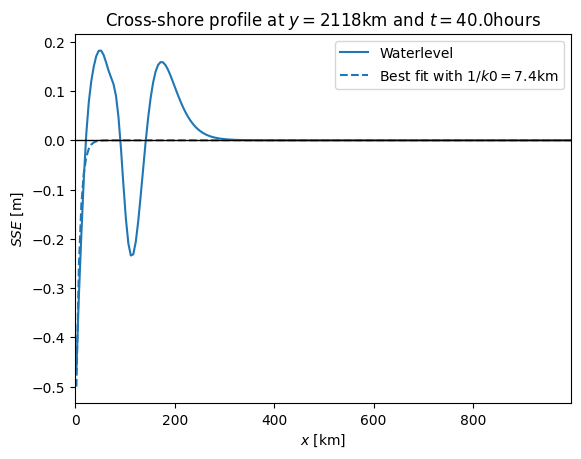 Cross-shore profile at y = 2118km and t = 40.0hours
Waterlevel
Best fit with 1/k0 = 7.4km
SSE [m]
0.2
0.1
0.0
−0.1
−0.2
−0.3
−0.4
−0.5
0 200 400 600 800
x [km]